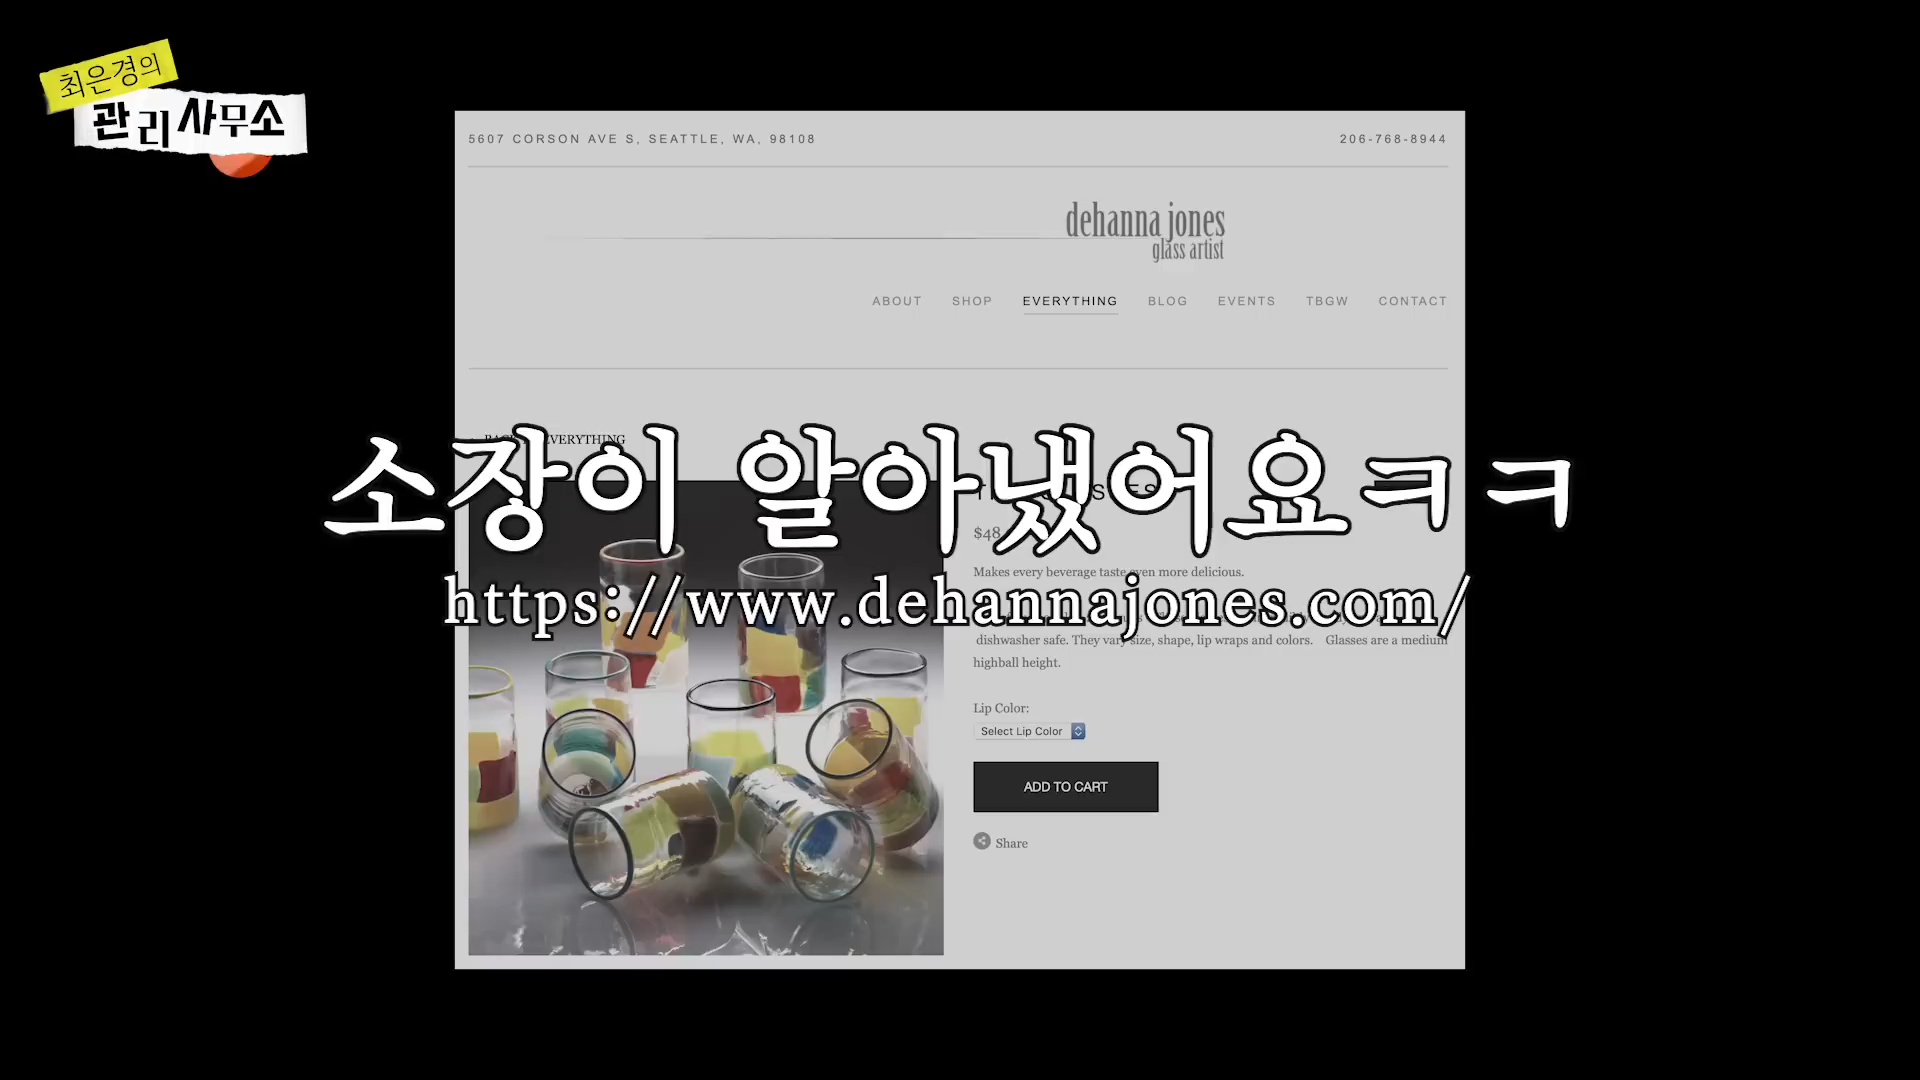 최은경의
관리사무소
5607 CORSON AVE S, SEATTLE, WA, 98108
206-768-8944
dehanna jones
glass artist
ABOUT SHOP EVERYTHING BLOG EVENTS TBGW CONTACT
EVERYTHING
소장이 알아냈어요ㅋㅋ
$48
Makes every beverage taste even more delicious.
https://www.dehannajones.com/
dishwasher safe. They vary size, shape, lip wraps and colors. Glasses are a medium
highball height.
Lip Color:
Select Lip Color
ADD TO CART
Share